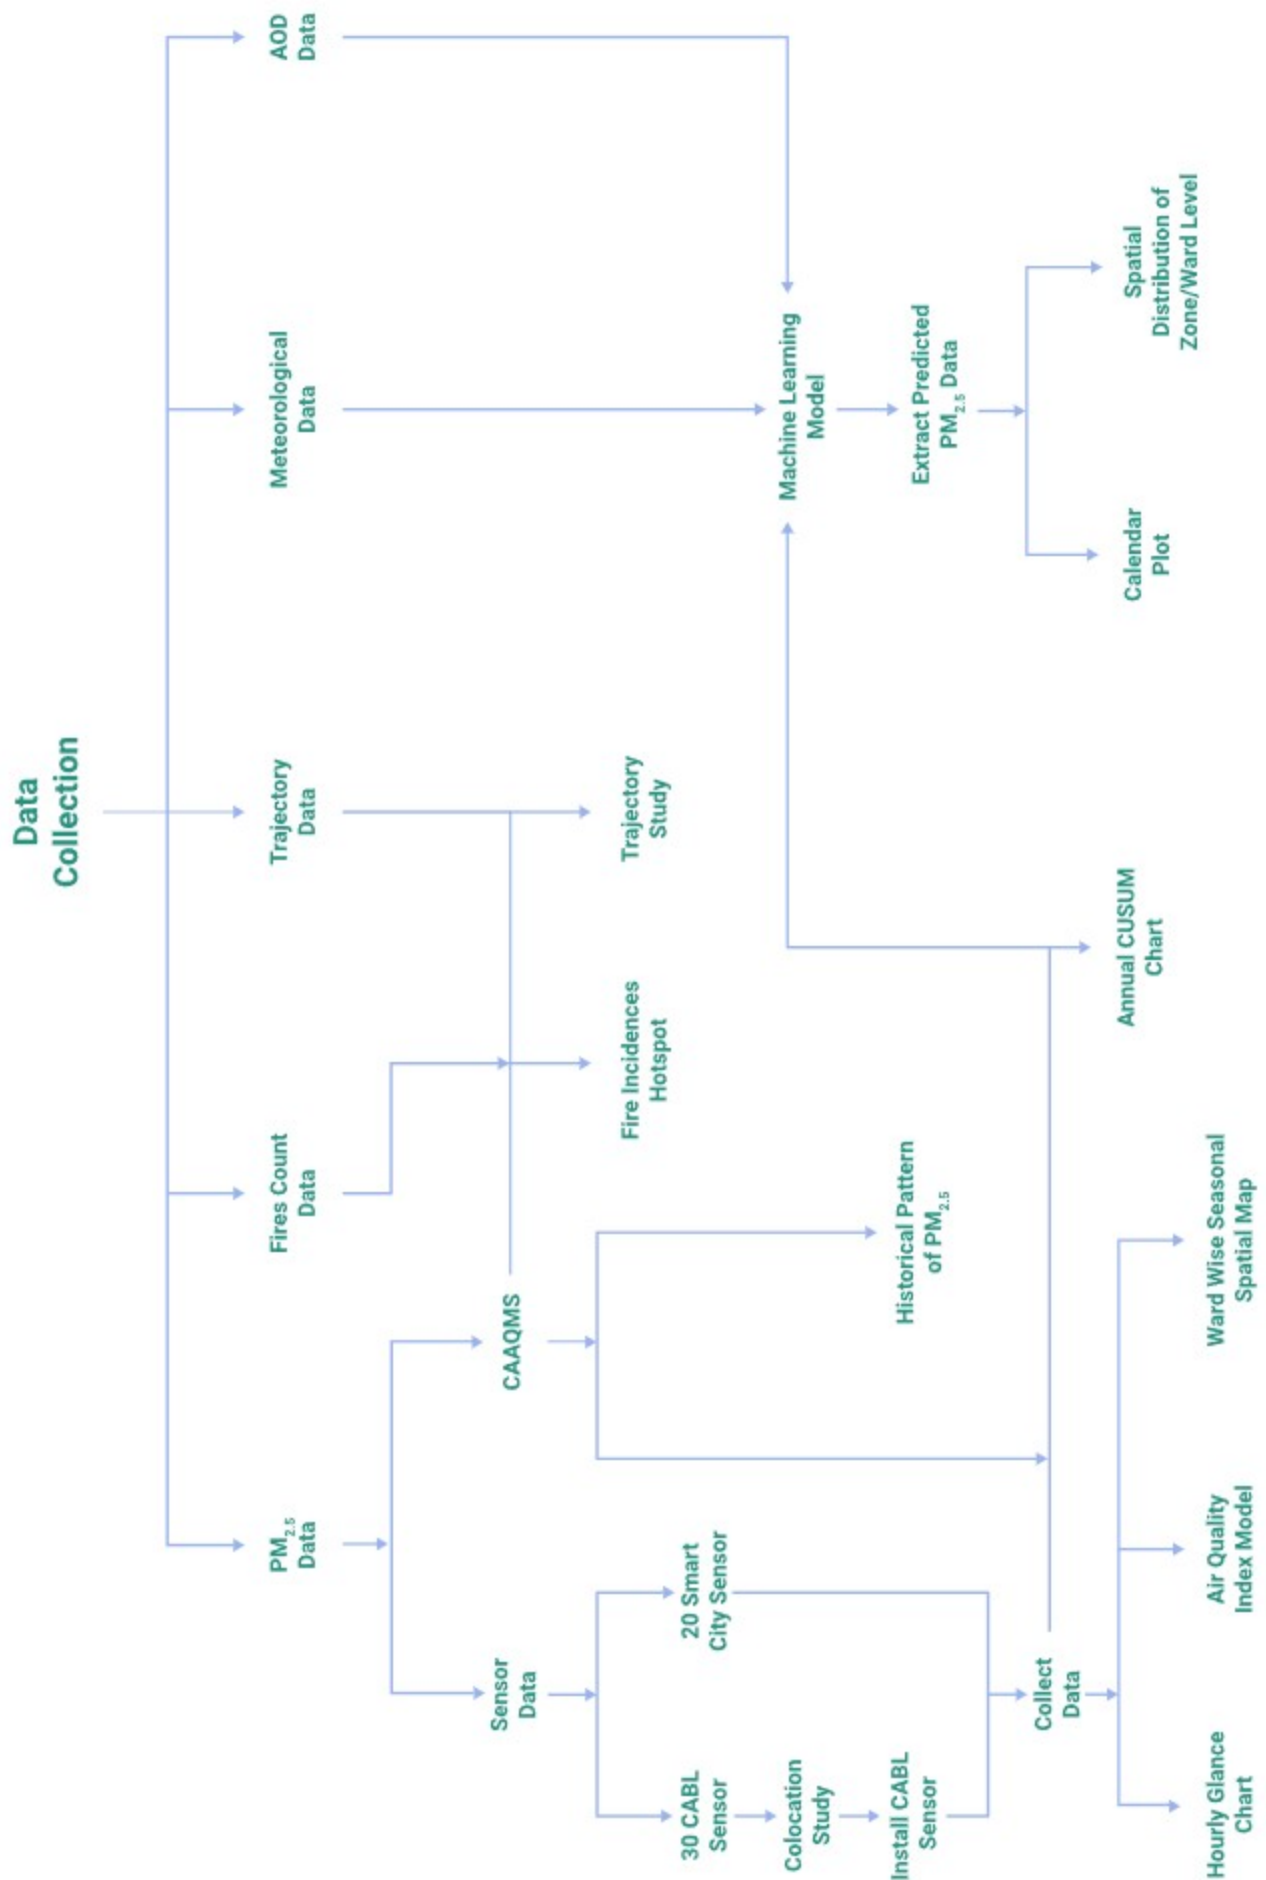 Data
Collection
PM2.5
Data
Fires Count
Data
Trajectory
Data
Meteorological
Data
AOD
Data
Sensor
Data
CAAQMS
30 CABL
Sensor
20 Smart
City Sensor
Fire Incidences
Hotspot
Trajectory
Study
Colocation
Study
Machine Learning
Model
Install CABL
Sensor
Historical Pattern
of PM2.5
Extract Predicted
PM2.5 Data
Collect
Data
Annual CUSUM
Chart
Calendar
Plot
Spatial
Distribution of
Zone/Ward Level
Hourly Glance
Chart
Air Quality
Index Model
Ward Wise Seasonal
Spatial Map